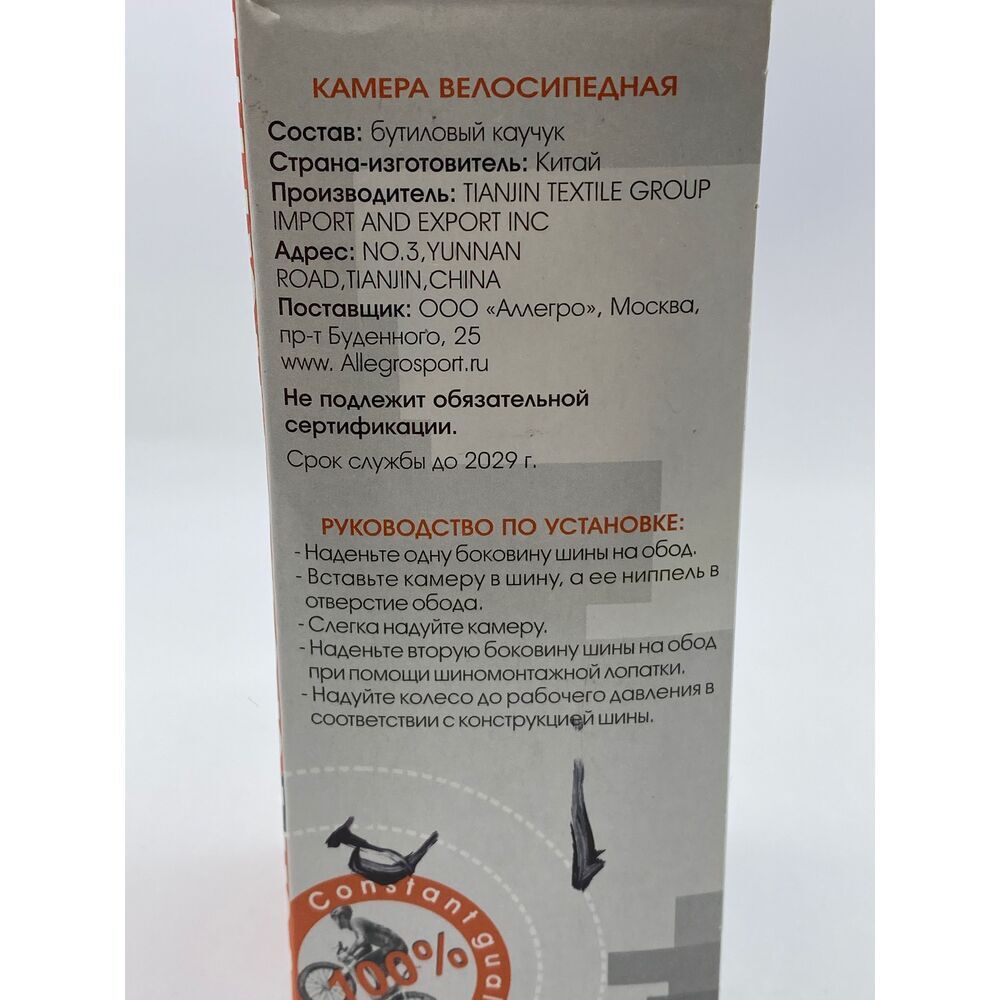 КАМЕРА ВЕЛОСИПЕДНАЯ
Состав: бутиловый каучук
Страна-изготовитель: Китай
Производитель: TIANJIN TEXTILE GROUP
IMPORT AND EXPORT INC
Адрес: NO.3,YUNNAN
ROAD,TIANJIN,CHINA
Поставщик: ООО «Аллегро», Москва,
пр-т Буденного, 25
www. Allegrosport.ru
Не подлежит обязательной
сертификации.
Срок службы до 2029 г.
РУКОВОДСТВО ПО УСТАНОВКЕ:
- Наденьте одну боковину шины на обод.
- Вставьте камеру в шину, а ее ниппель в
отверстие обода.
- Слегка надуйте камеру.
- Наденьте вторую боковину шины на обод
при помощи шиномонтажной лопатки.
- Надуйте колесо до рабочего давления в
соответствии с конструкцией шины.
Constant
100%